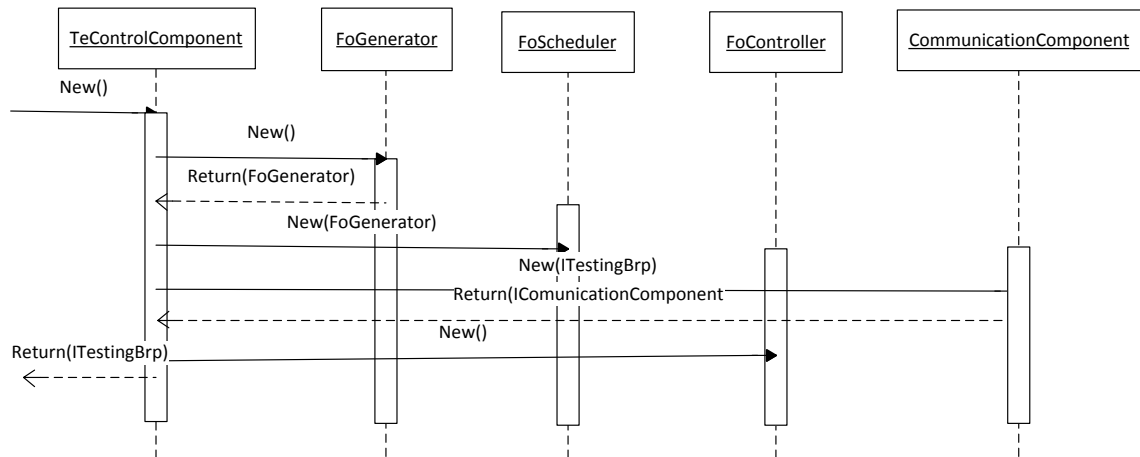 TeControlComponent
FoGenerator
FoScheduler
FoController
CommunicationComponent
New()
New()
Return(FoGenerator)
New(FoGenerator)
New(ITestingBrp)
Return(IComunicationComponent
New()
Return(ITestingBrp)